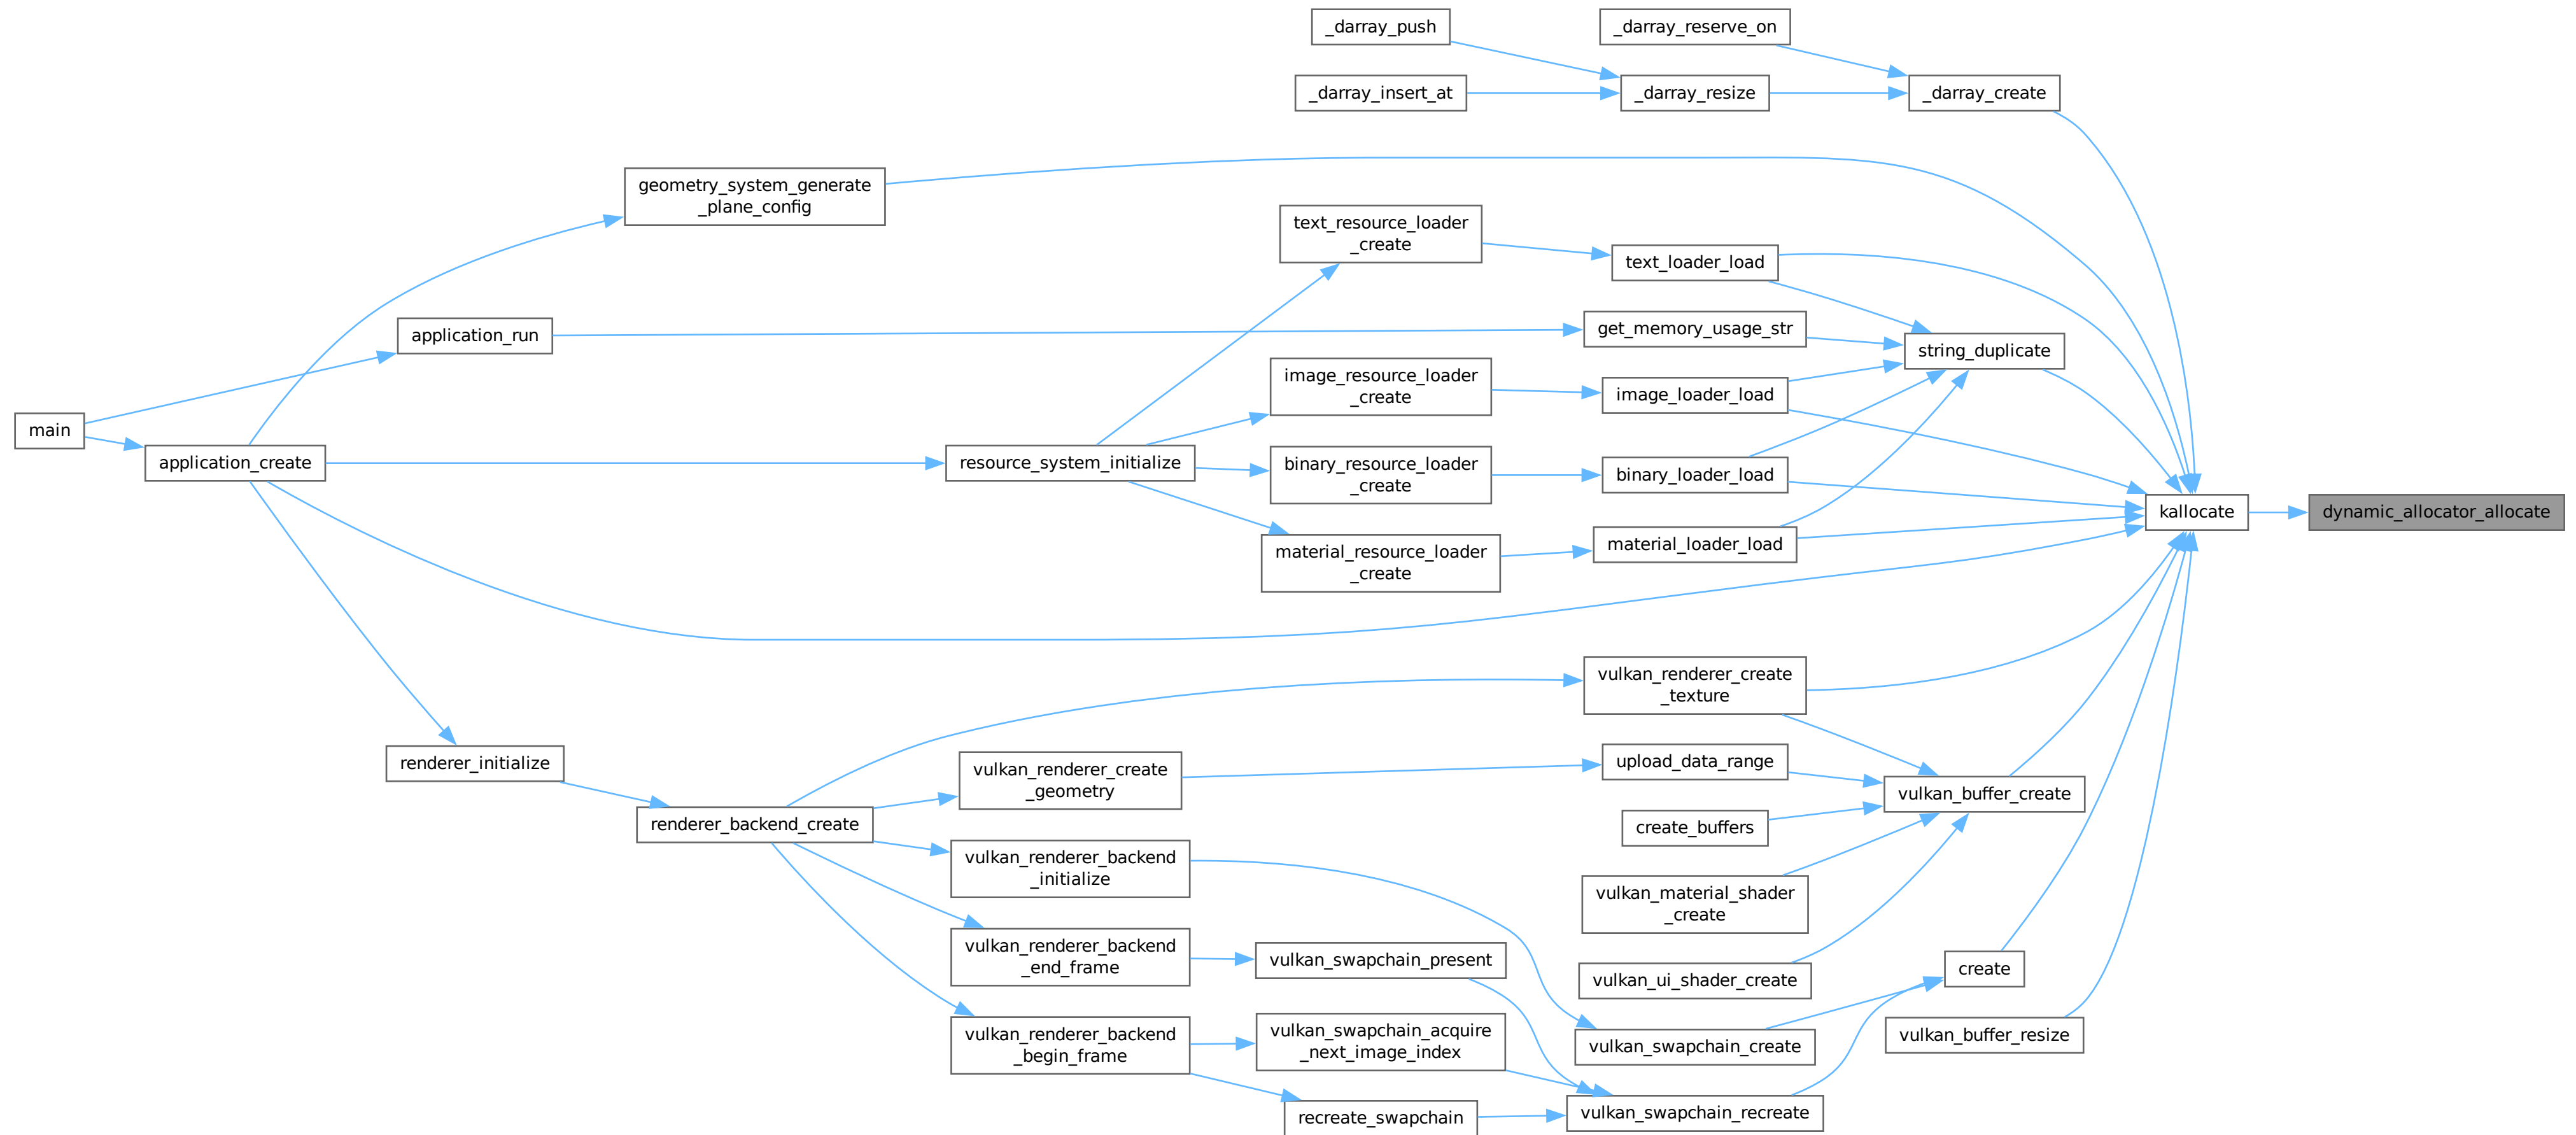 _darray_push
_darray_reserve_on
_darray_insert_at
_darray_resize
_darray_create
geometry_system_generate
_plane_config
text_resource_loader
_create
text_loader_load
application_run
get_memory_usage_str
string_duplicate
image_resource_loader
_create
image_loader_load
main
application_create
resource_system_initialize
binary_resource_loader
_create
binary_loader_load
kallocate
dynamic_allocator_allocate
material_resource_loader
_create
material_loader_load
vulkan_renderer_create
_texture
renderer_initialize
vulkan_renderer_create
_geometry
upload_data_range
vulkan_buffer_create
renderer_backend_create
create_buffers
vulkan_renderer_backend
_initialize
vulkan_material_shader
_create
vulkan_renderer_backend
_end_frame
vulkan_swapchain_present
vulkan_ui_shader_create
create
vulkan_renderer_backend
_begin_frame
vulkan_swapchain_acquire
_next_image_index
vulkan_swapchain_create
vulkan_buffer_resize
recreate_swapchain
vulkan_swapchain_recreate